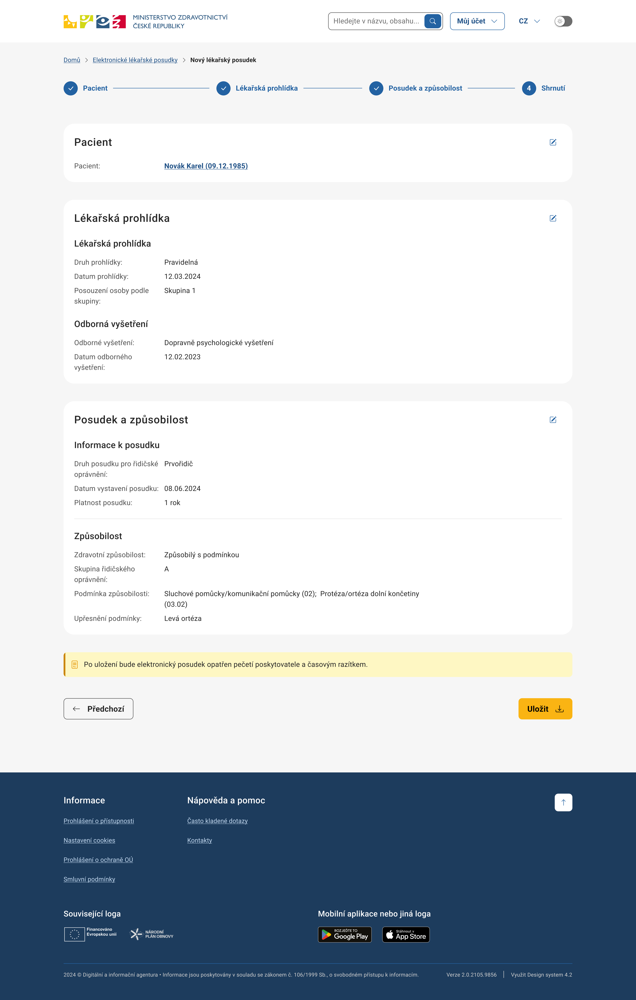 MINISTERSTVO ZDRAVOTNICTVÍ
ČESKÉ REPUBLIKY
Hledejte v názvu, obsahu...
Můj účet
CZ
Domů
Elektronické lékařské posudky
Nový lékařský posudek
Pacient
Lékařská prohlídka
Posudek a způsobilost
4 Shrnutí
Pacient
Pacient: Novák Karel (09.12.1985)
Lékařská prohlídka
Lékařská prohlídka
Druh prohlídky: Pravidelná
Datum prohlídky: 12.03.2024
Posouzení osoby podle Skupina 1
skupiny:
Odborná vyšetření
Odborné vyšetření: Dopravně psychologické vyšetření
Datum odborného 12.02.2023
vyšetření:
Posudek a způsobilost
Informace k posudku
Druh posudku pro řidičské Prvořidič
oprávnění:
Datum vystavení posudku: 08.06.2024
Platnost posudku: 1 rok
Způsobilost
Zdravotní způsobilost: Způsobilý s podmínkou
Skupina řidičského A
oprávnění:
Podmínka způsobilosti: Sluchové pomůcky/komunikační pomůcky (02); Protéza/ortéza dolní končetiny
(03.02)
Upřesnění podmínky: Levá ortéza
Po uložení bude elektronický posudek opatřen pečetí poskytovatele a časovým razítkem.
Předchozí
Uložit
Informace
Prohlášení o přístupnosti
Nastavení cookies
Prohlášení o ochraně OÚ
Smluvní podmínky
Nápověda a pomoc
Často kladené dotazy
Kontakty
Související loga
Financováno
Evropskou unií
NÁRODNÍ
PLÁN OBNOVY
Mobilní aplikace nebo jiná loga
ROZJEĎTE TO
Google Play
Stáhnout v
App Store
2024 © Digitální a informační agentura • Informace jsou poskytovány v souladu se zákonem č. 106/1999 Sb., o svobodném přístupu k informacím.
Verze 2.0.2105.9856
Využit Design system 4.2